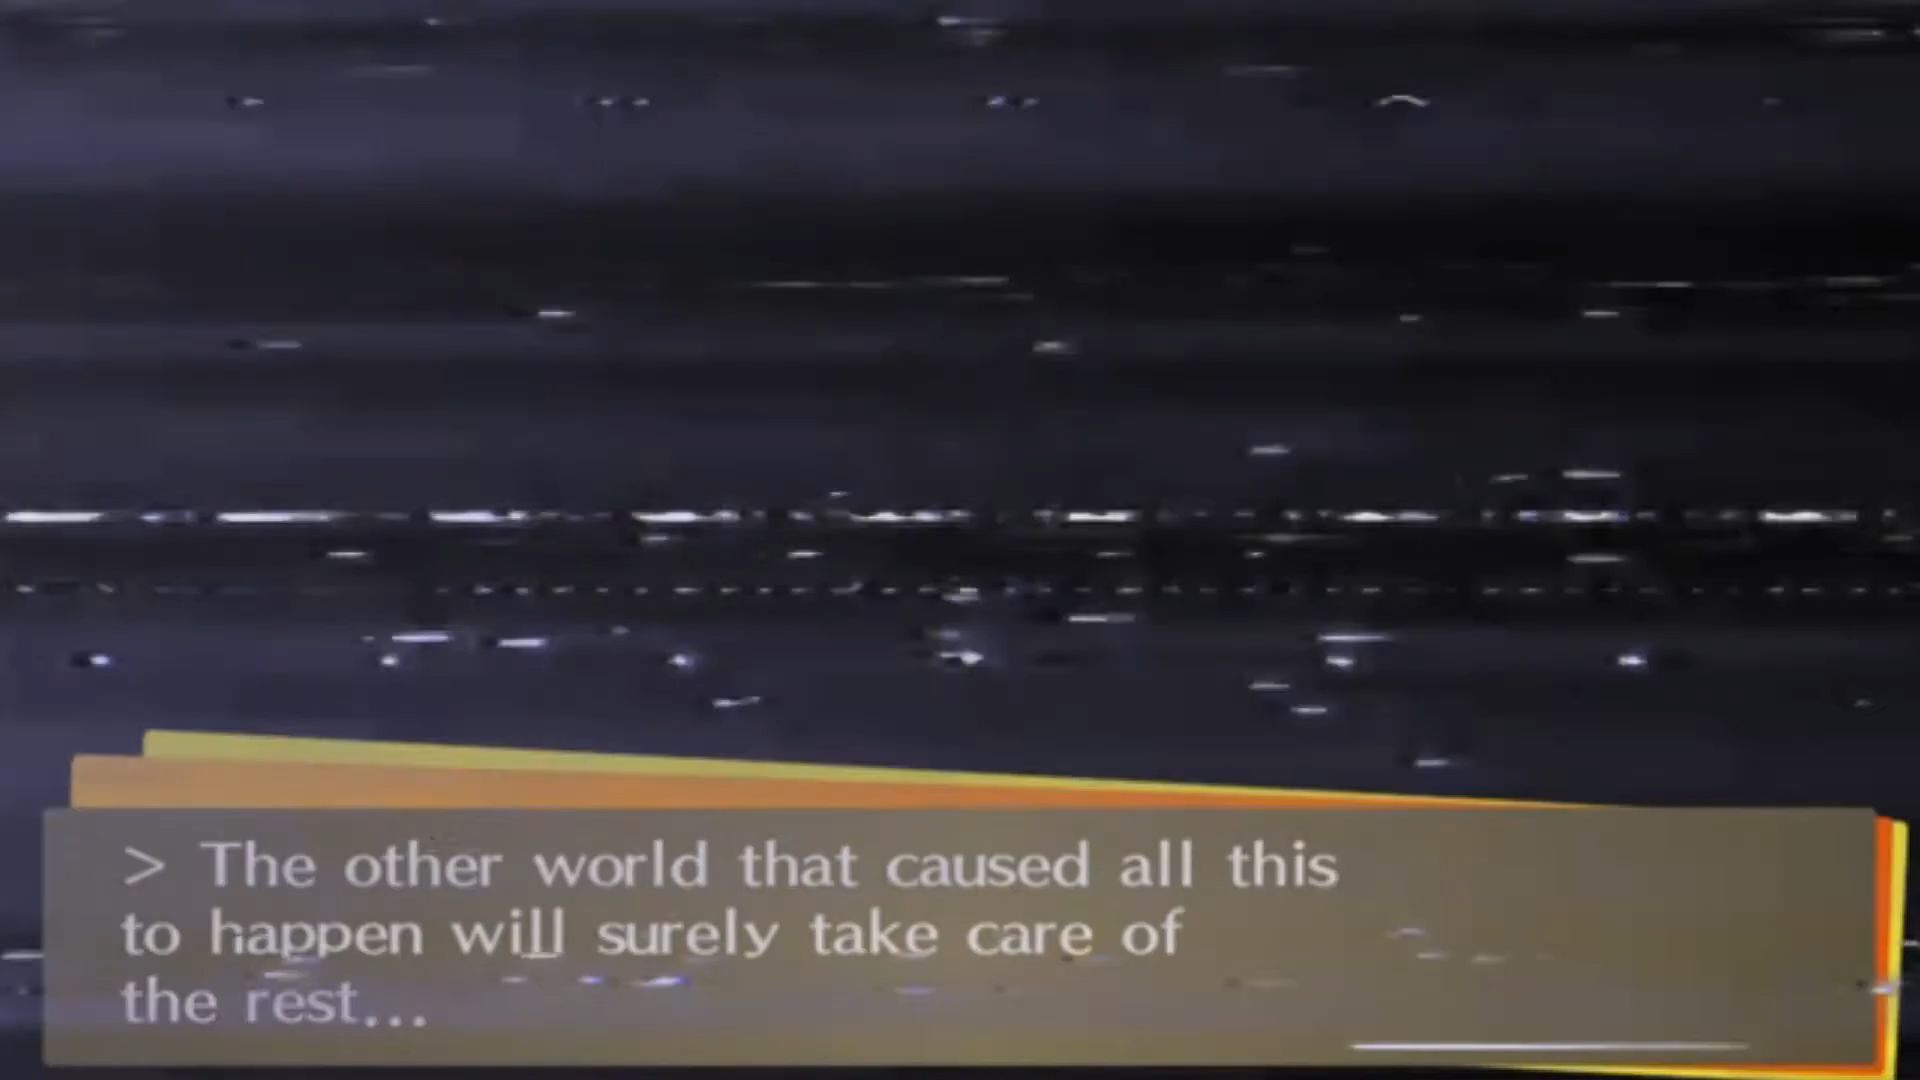 > The other world that caused all this
to happen will surely take care of
the rest...